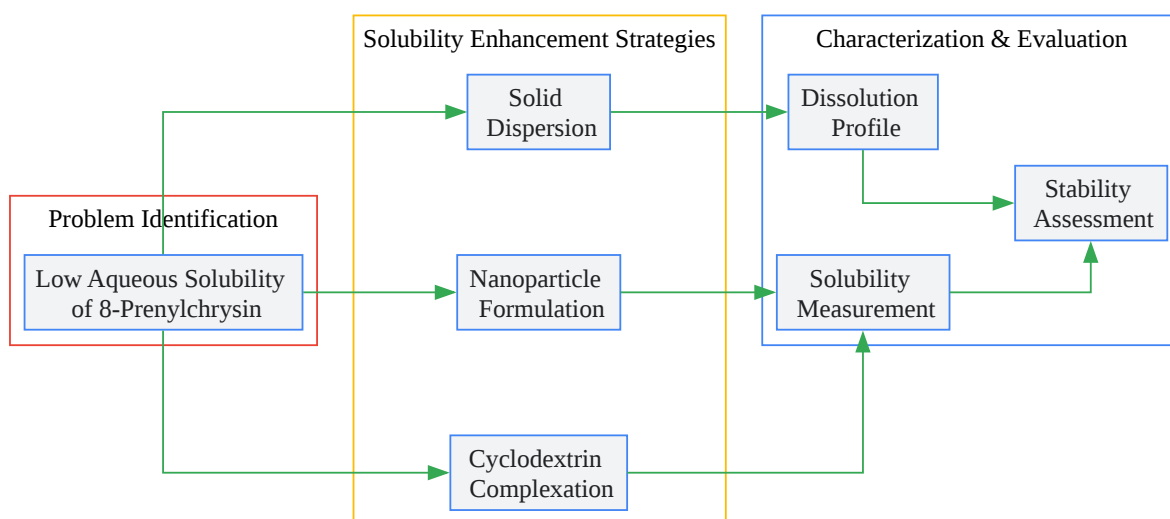 Problem Identification
Low Aqueous Solubility
of 8-Prenylchrysin
Solubility Enhancement Strategies
Solid
Dispersion
Nanoparticle
Formulation
Cyclodextrin
Complexation
Characterization & Evaluation
Dissolution
Profile
Solubility
Measurement
Stability
Assessment